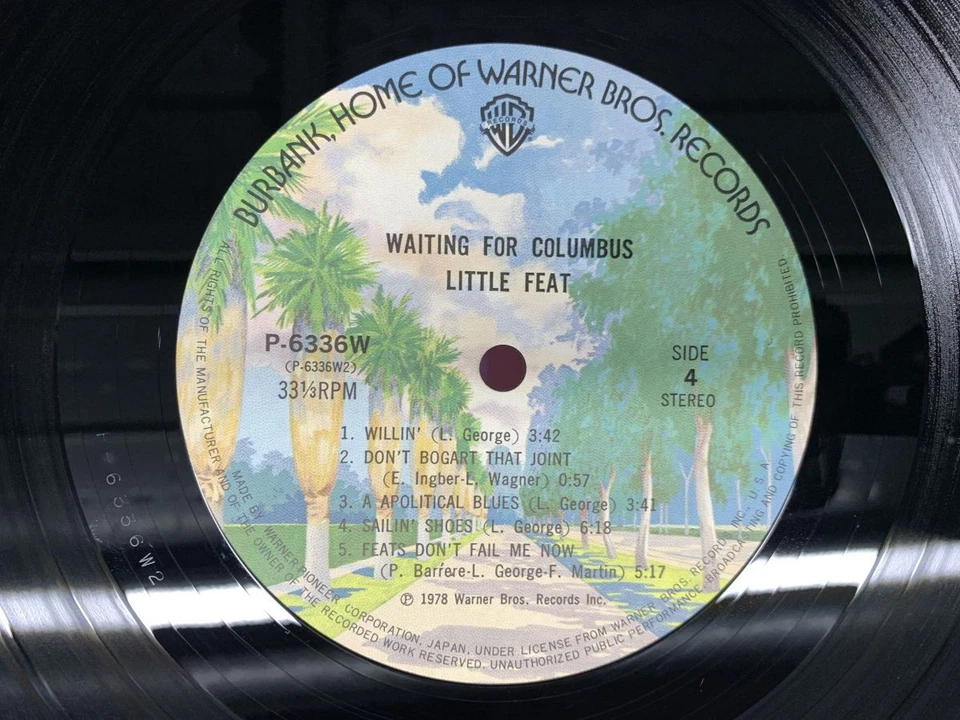 BURBANK, HOME OF WARNER BROS. RECORDS
W RECORDS
WAITING FOR COLUMBUS
LITTLE FEAT
P-6336W
(P-6336W2)
33⅓RPM
SIDE
4
STEREO
1. WILLIN' (L. George) 3:42
2. DON'T BOGART THAT JOINT
(E. Ingber-L. Wagner) 0:57
3. A APOLITICAL BLUES (L. George) 3:41
4. SAILIN' SHOES (L. George) 6:18
5. FEATS DON'T FAIL ME NOW
(P. Barrere-L. George-F. Martin) 5:17
Ⓟ 1978 Warner Bros. Records Inc.
MADE BY WARNER-PIONEER CORPORATION, JAPAN, UNDER LICENSE FROM WARNER BROS. RECORDS INC., U.S.A.
ALL RIGHTS OF THE MANUFACTURER AND OF THE OWNER OF THE RECORDED WORK RESERVED. UNAUTHORIZED PUBLIC PERFORMANCE, BROADCASTING AND COPYING OF THIS RECORD PROHIBITED
6336W2